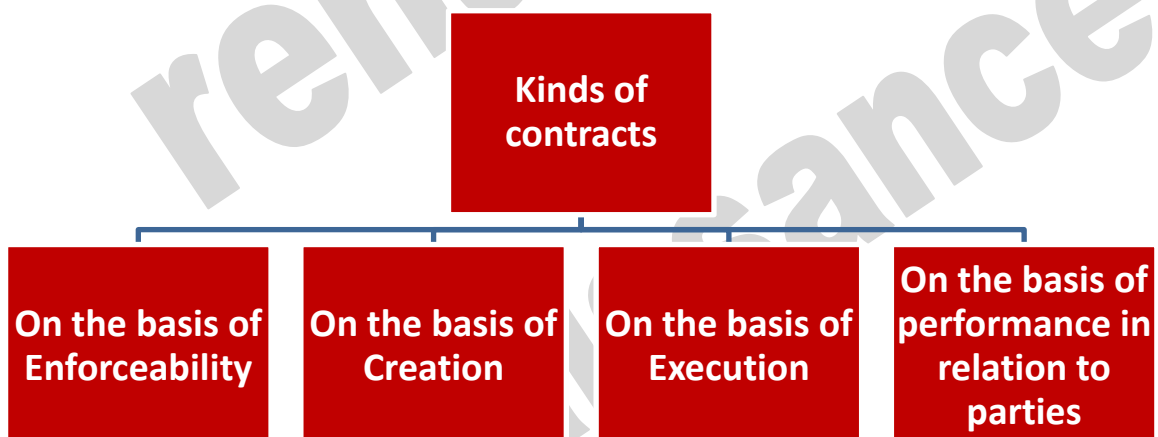 Kinds of
contracts
On the basis of
Enforceability
On the basis of
Creation
On the basis of
Execution
On the basis of
performance in
relation to
parties